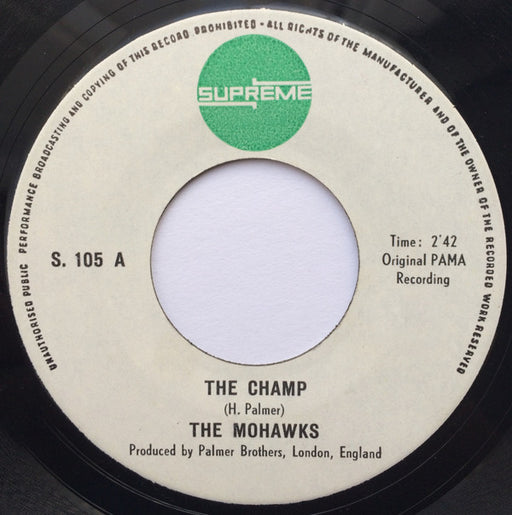 UNAUTHORISED PUBLIC PERFORMANCE BROADCASTING AND COPYING OF THIS RECORD PROHIBITED - ALL RIGHTS OF THE MANUFACTURER AND OF THE OWNER OF THE RECORDED WORK RESERVED
SUPREME
S. 105 A
Time: 2'42
Original PAMA
Recording
THE CHAMP
(H. Palmer)
THE MOHAWKS
Produced by Palmer Brothers, London, England